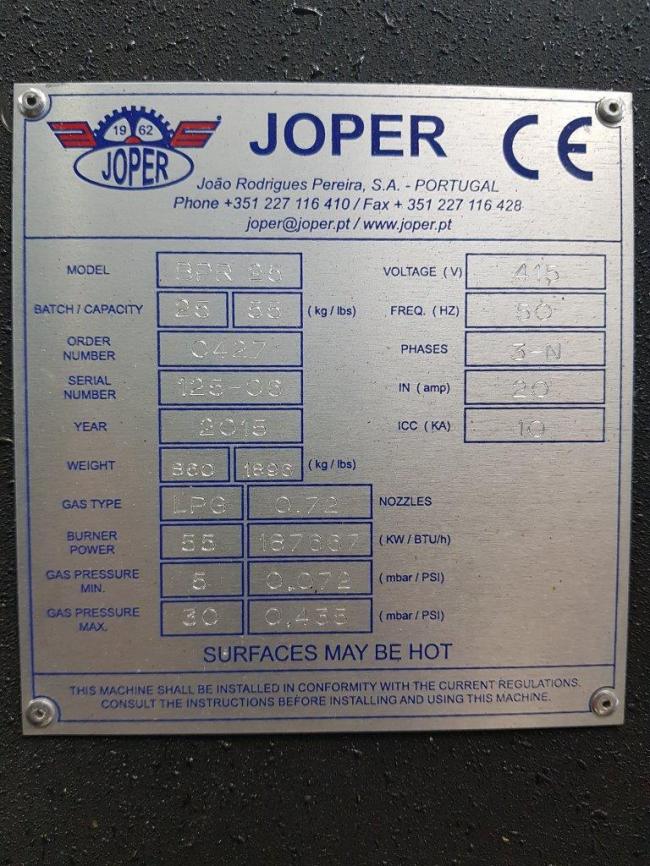 19 62
JOPER
JOPER CE
João Rodrigues Pereira, S.A. - PORTUGAL
Phone +351 227 116 410 / Fax + 351 227 116 428
joper@joper.pt / www.joper.pt
MODEL BPR 25
BATCH / CAPACITY 25 55 (kg / lbs)
ORDER NUMBER 0427
SERIAL NUMBER 125-06
YEAR 2015
WEIGHT 860 1896 (kg / lbs)
GAS TYPE LPG 0.72 NOZZLES
BURNER POWER 55 187667 (KW / BTU/h)
GAS PRESSURE MIN. 5 0,072 (mbar / PSI)
GAS PRESSURE MAX. 30 0,435 (mbar / PSI)
VOLTAGE (V) 415
FREQ. (HZ) 50
PHASES 3-N
IN (amp) 20
ICC (KA) 10
SURFACES MAY BE HOT
THIS MACHINE SHALL BE INSTALLED IN CONFORMITY WITH THE CURRENT REGULATIONS.
CONSULT THE INSTRUCTIONS BEFORE INSTALLING AND USING THIS MACHINE.